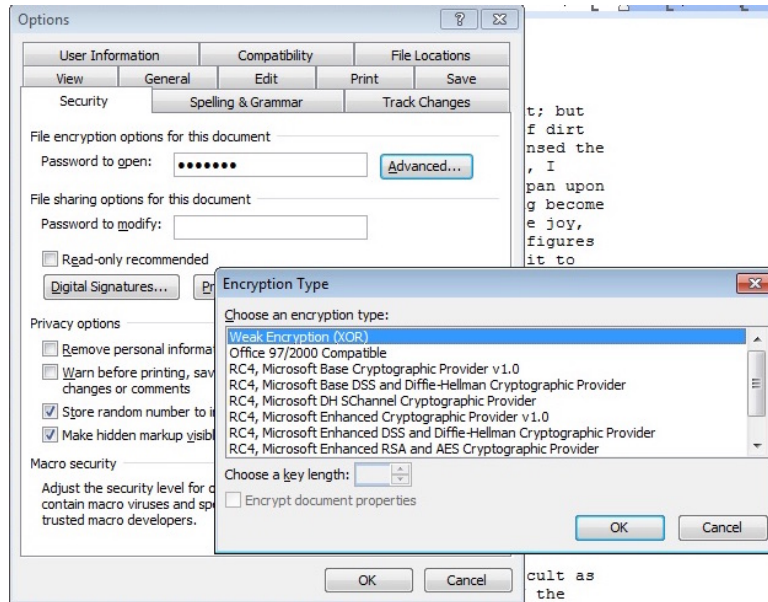 Options
User Information Compatibility File Locations
View General Edit Print Save
Security Spelling & Grammar Track Changes
File encryption options for this document
Password to open: ••••••• Advanced...
File sharing options for this document
Password to modify:
Read-only recommended
Digital Signatures... Pr
Privacy options
Remove personal informa
Warn before printing, sav
changes or comments
Store random number to i
Make hidden markup visibl
Macro security
Adjust the security level for o
contain macro viruses and spe
trusted macro developers.
OK Cancel
Encryption Type
Choose an encryption type:
Weak Encryption (XOR)
Office 97/2000 Compatible
RC4, Microsoft Base Cryptographic Provider v1.0
RC4, Microsoft Base DSS and Diffie-Hellman Cryptographic Provider
RC4, Microsoft DH SChannel Cryptographic Provider
RC4, Microsoft Enhanced Cryptographic Provider v1.0
RC4, Microsoft Enhanced DSS and Diffie-Hellman Cryptographic Provider
RC4, Microsoft Enhanced RSA and AES Cryptographic Provider
Choose a key length:
Encrypt document properties
OK Cancel
t; but
f dirt
nsed the
, I
pan upon
g become
e joy,
figures
it to
cult as
the